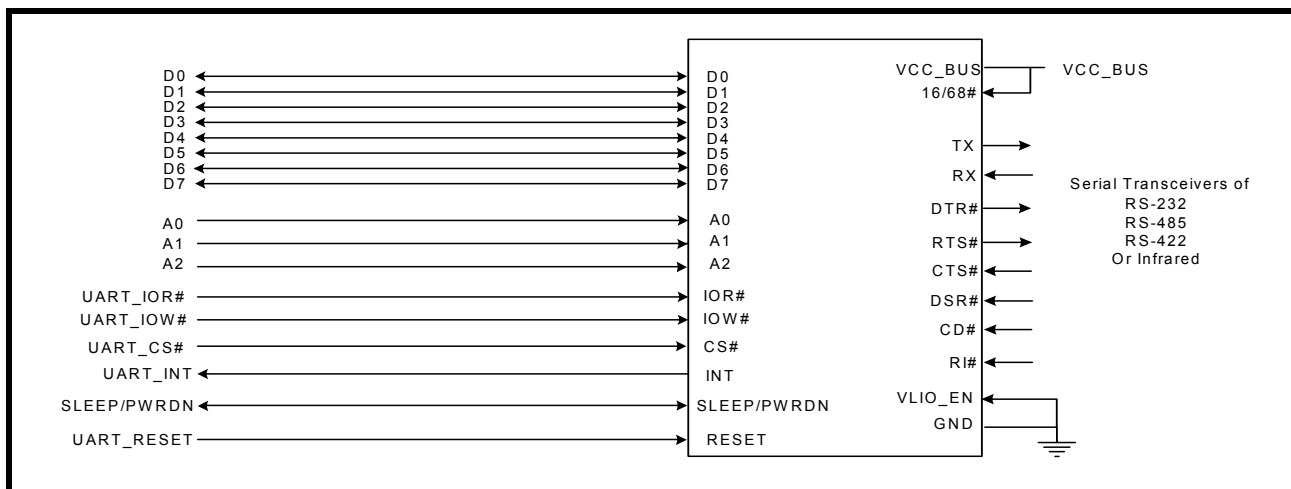 D0
D1
D2
D3
D4
D5
D6
D7
A0
A1
A2
UART_IOR#
UART_IOW#
UART_CS#
UART_INT
SLEEP/PWRDN
UART_RESET
D0
D1
D2
D3
D4
D5
D6
D7
A0
A1
A2
IOR#
IOW#
CS#
INT
SLEEP/PWRDN
RESET
VCC_BUS
16/68#
TX
RX
DTR#
RTS#
CTS#
DSR#
CD#
RI#
VLIO_EN
GND
VCC_BUS
Serial Transceivers of
RS-232
RS-485
RS-422
Or Infrared